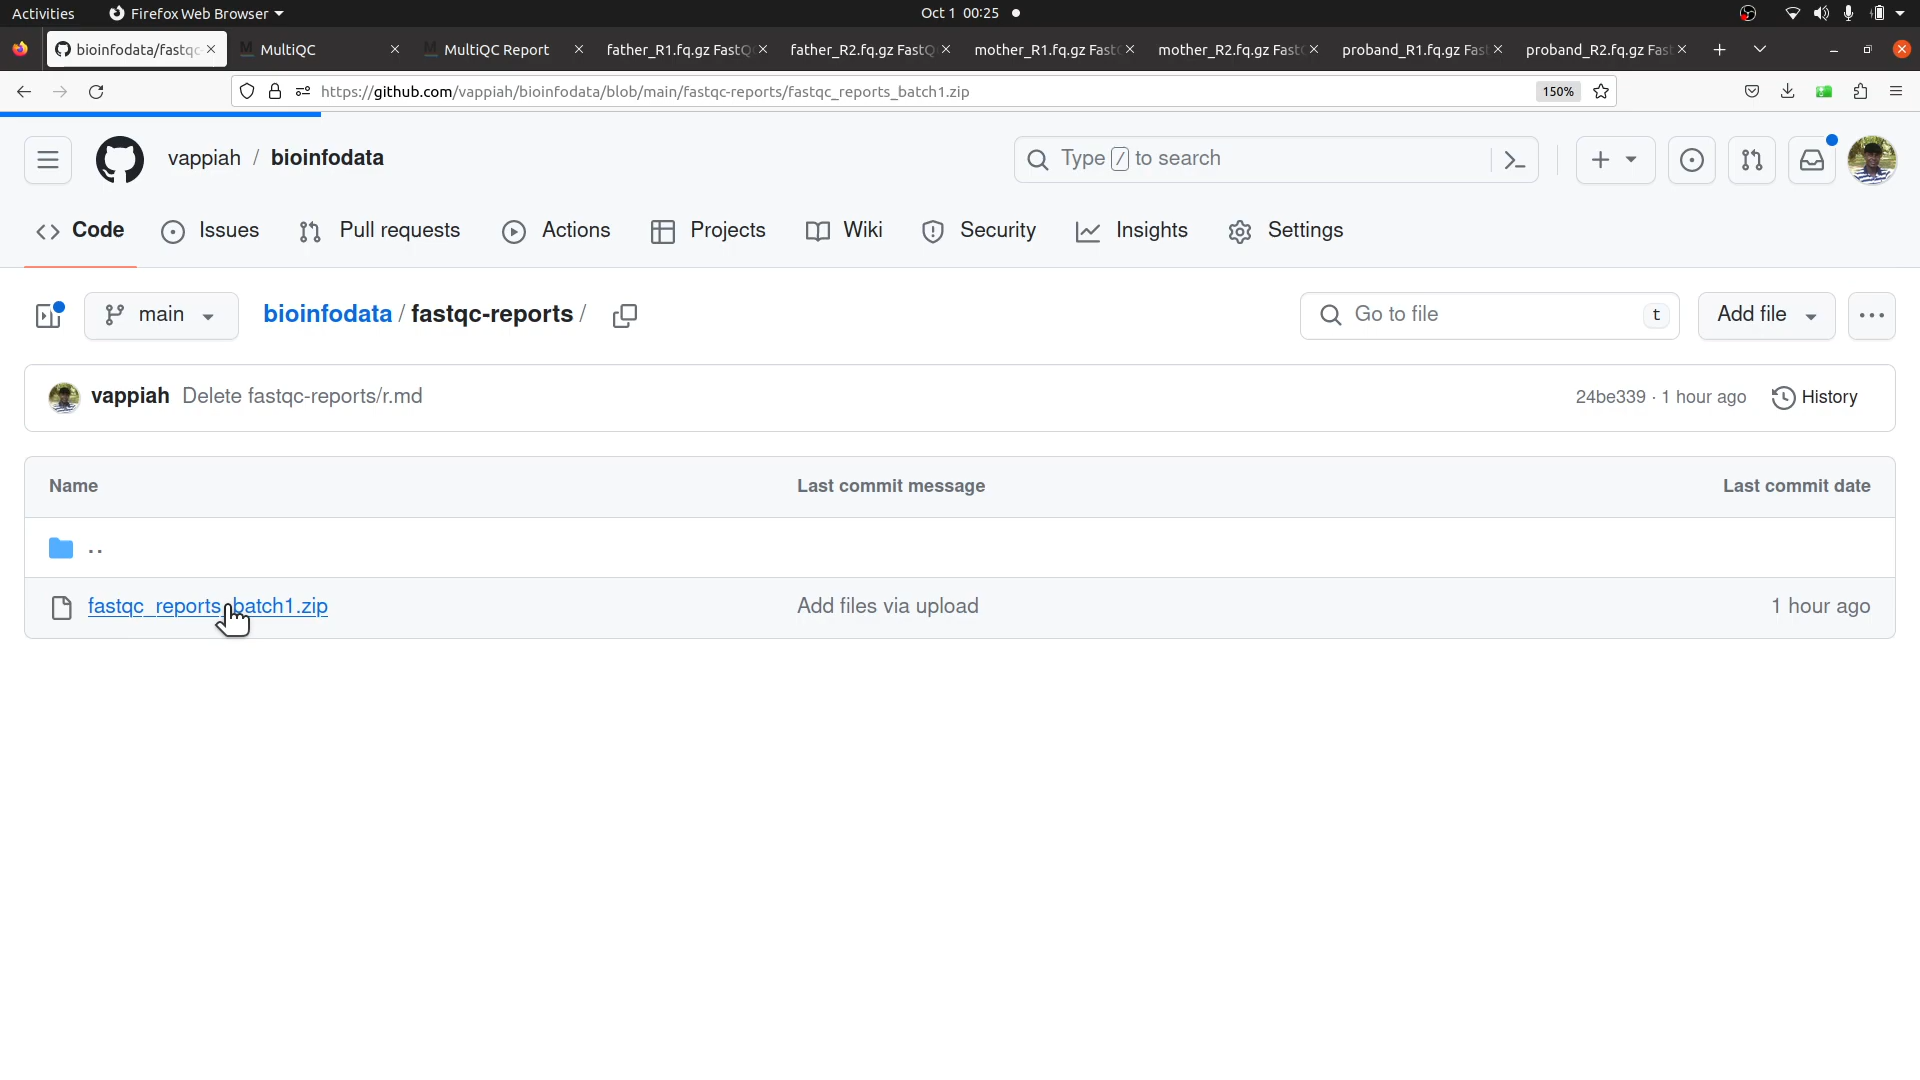 Activities Firefox Web Browser Oct 1 00:25
bioinfodata/fastqc- MultiQC MultiQC Report father_R1.fq.gz FastQ father_R2.fq.gz FastQ mother_R1.fq.gz Fast mother_R2.fq.gz Fast proband_R1.fq.gz Fas proband_R2.fq.gz Fas
https://github.com/vappiah/bioinfodata/blob/main/fastqc-reports/fastqc_reports_batch1.zip 150%
vappiah / bioinfodata Type / to search
Code Issues Pull requests Actions Projects Wiki Security Insights Settings
main bioinfodata / fastqc-reports / Go to file t Add file
vappiah Delete fastqc-reports/r.md 24be339 · 1 hour ago History
Name Last commit message Last commit date
..
fastqc_reports_batch1.zip Add files via upload 1 hour ago